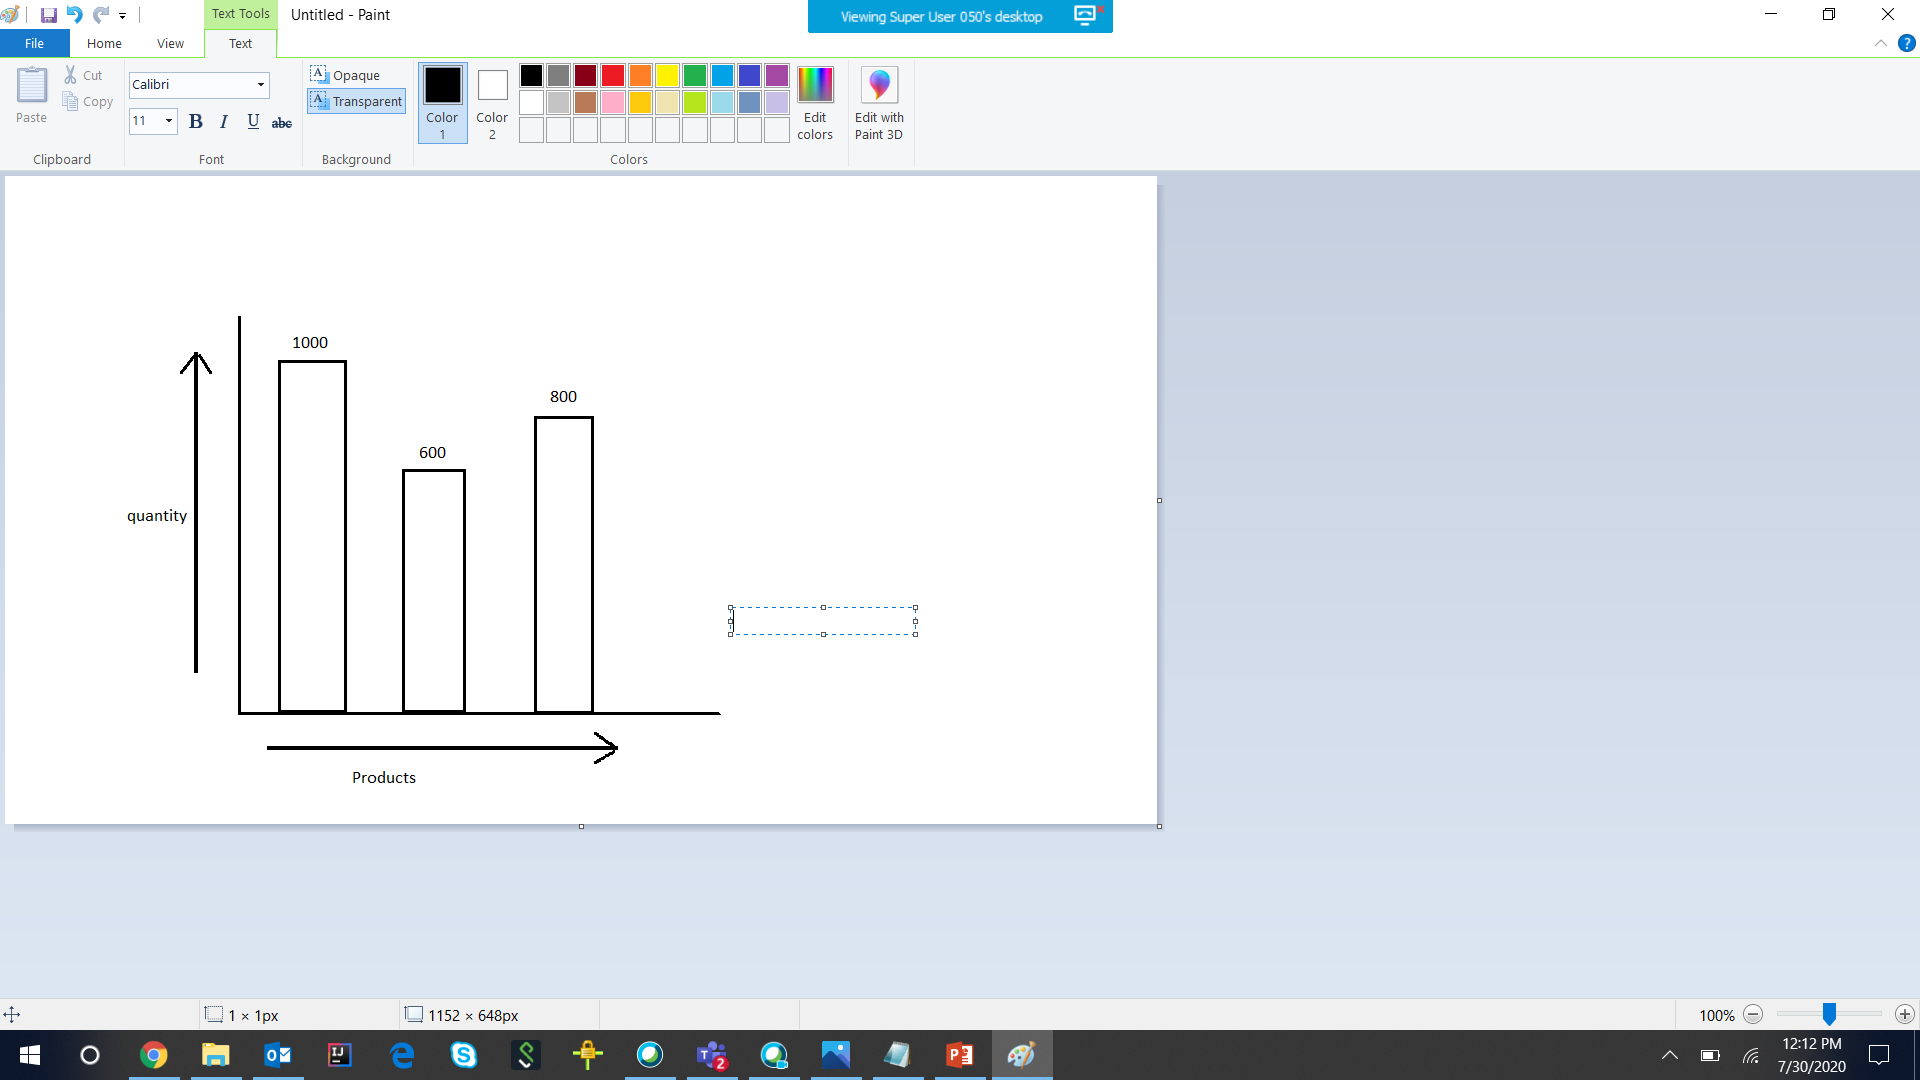 Text Tools
Untitled - Paint
Viewing Super User 050's desktop
File
Home
View
Text
Paste
Cut
Copy
Clipboard
Calibri
11
B I U abc
Font
Opaque
Transparent
Background
Color 1
Color 2
Edit colors
Colors
Edit with Paint 3D
1000
800
600
quantity
Products
1 × 1px
1152 × 648px
100%
12:12 PM
7/30/2020